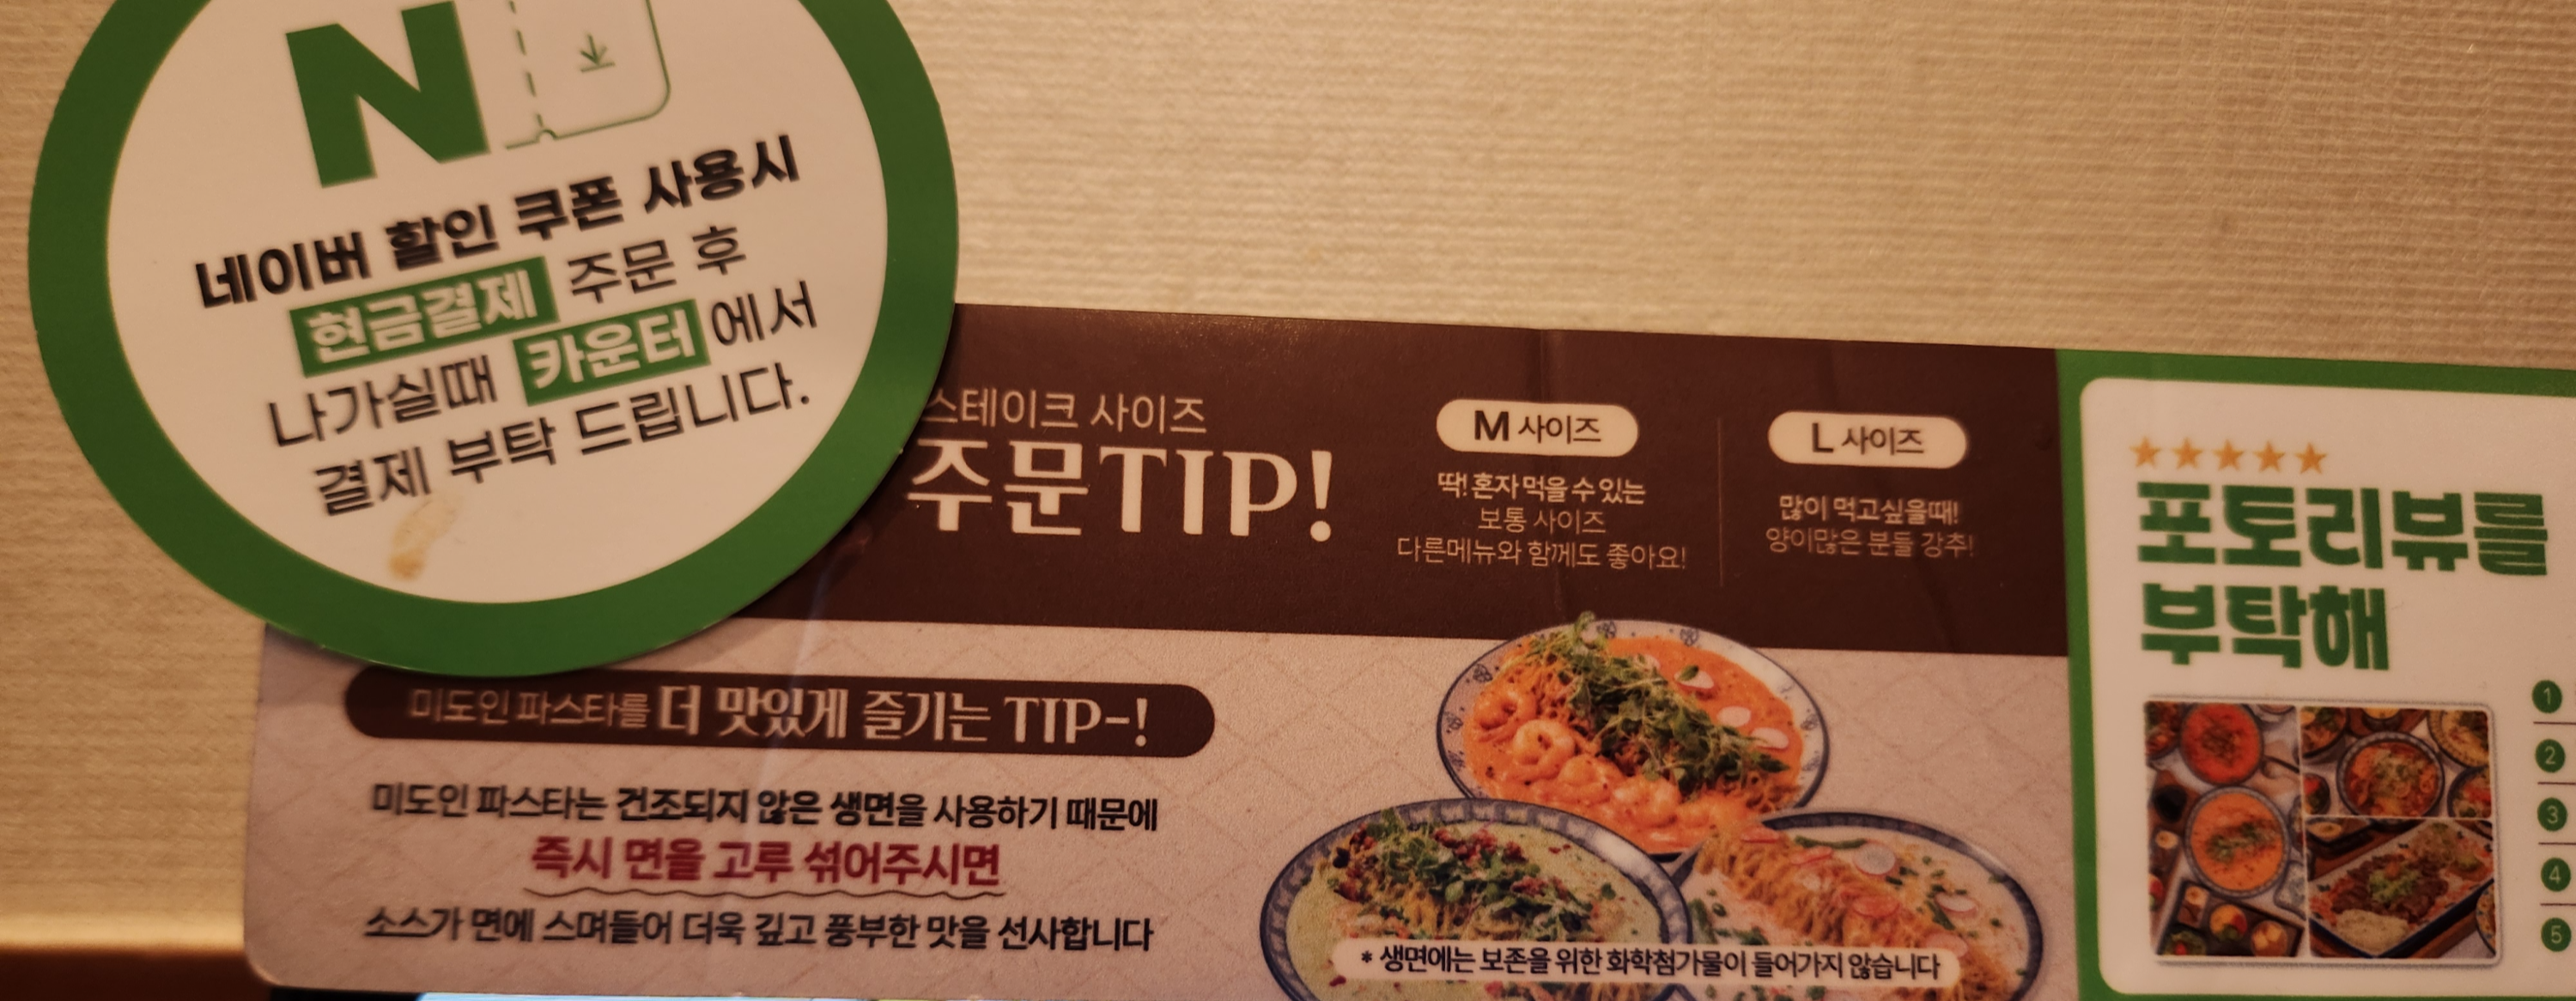 N
네이버 할인 쿠폰 사용시
현금결제 주문 후
나가실때 카운터에서
결제 부탁 드립니다.
스테이크 사이즈
주문TIP!
M 사이즈
딱! 혼자 먹을 수 있는
보통 사이즈
다른메뉴와 함께도 좋아요!
L 사이즈
많이 먹고싶을때!
양이많은 분들 강추!
미도인 파스타를 더 맛있게 즐기는 TIP-!
미도인 파스타는 건조되지 않은 생면을 사용하기 때문에
즉시 면을 고루 섞어주시면
소스가 면에 스며들어 더욱 깊고 풍부한 맛을 선사합니다
* 생면에는 보존을 위한 화학첨가물이 들어가지 않습니다
포토리뷰를
부탁해
1
2
3
4
5